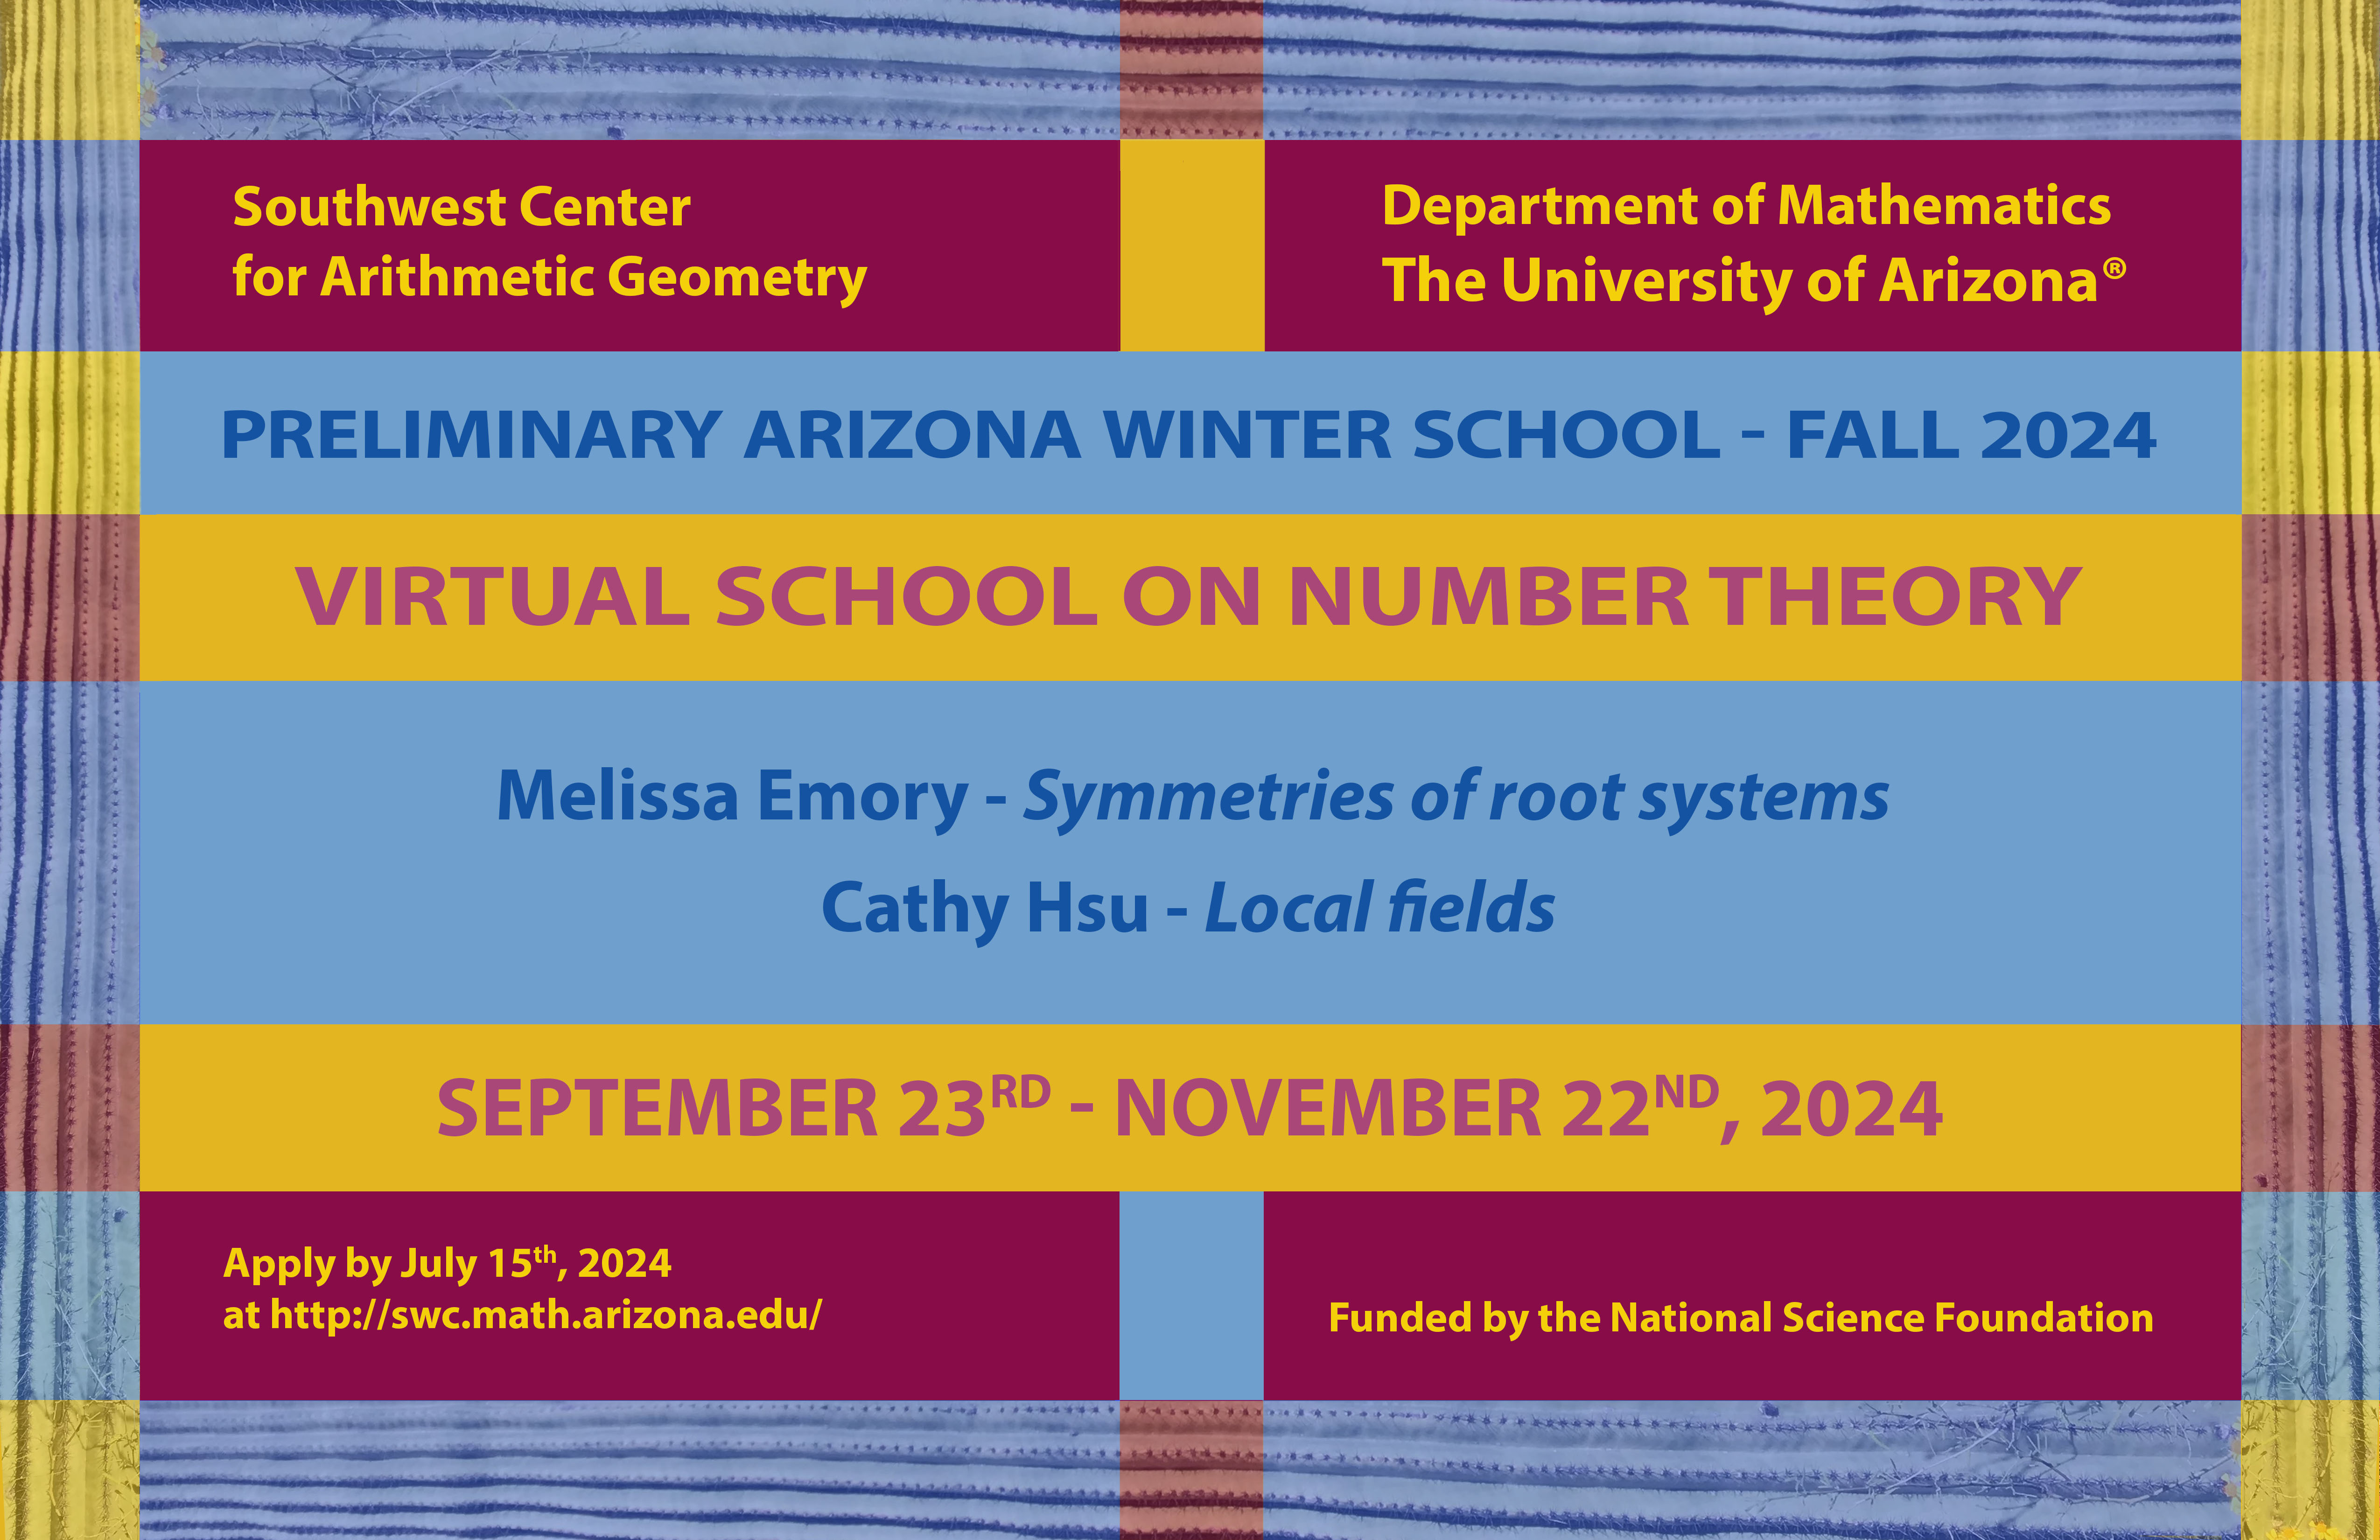 Southwest Center
for Arithmetic Geometry
Department of Mathematics
The University of Arizona®
PRELIMINARY ARIZONA WINTER SCHOOL - FALL 2024
VIRTUAL SCHOOL ON NUMBER THEORY
Melissa Emory - Symmetries of root systems
Cathy Hsu - Local fields
SEPTEMBER 23RD - NOVEMBER 22ND, 2024
Apply by July 15th, 2024
at http://swc.math.arizona.edu/
Funded by the National Science Foundation